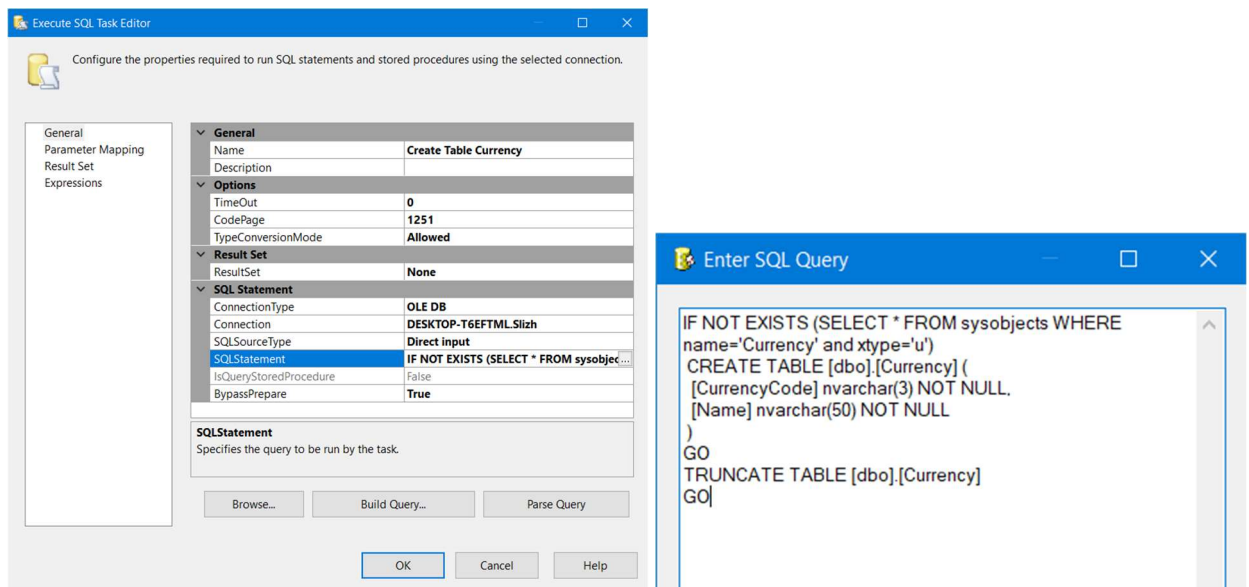 Execute SQL Task Editor
Configure the properties required to run SQL statements and stored procedures using the selected connection.
General
Parameter Mapping
Result Set
Expressions
General
Name Create Table Currency
Description
Options
TimeOut 0
CodePage 1251
TypeConversionMode Allowed
Result Set
ResultSet None
SQL Statement
ConnectionType OLE DB
Connection DESKTOP-T6EFTML.Slizh
SQLSourceType Direct input
SQLStatement IF NOT EXISTS (SELECT * FROM sysobjec ...
IsQueryStoredProcedure False
BypassPrepare True
SQLStatement
Specifies the query to be run by the task.
Browse... Build Query... Parse Query
OK Cancel Help
Enter SQL Query
IF NOT EXISTS (SELECT * FROM sysobjects WHERE
name='Currency' and xtype='u')
CREATE TABLE [dbo].[Currency] (
[CurrencyCode] nvarchar(3) NOT NULL,
[Name] nvarchar(50) NOT NULL
)
GO
TRUNCATE TABLE [dbo].[Currency]
GO